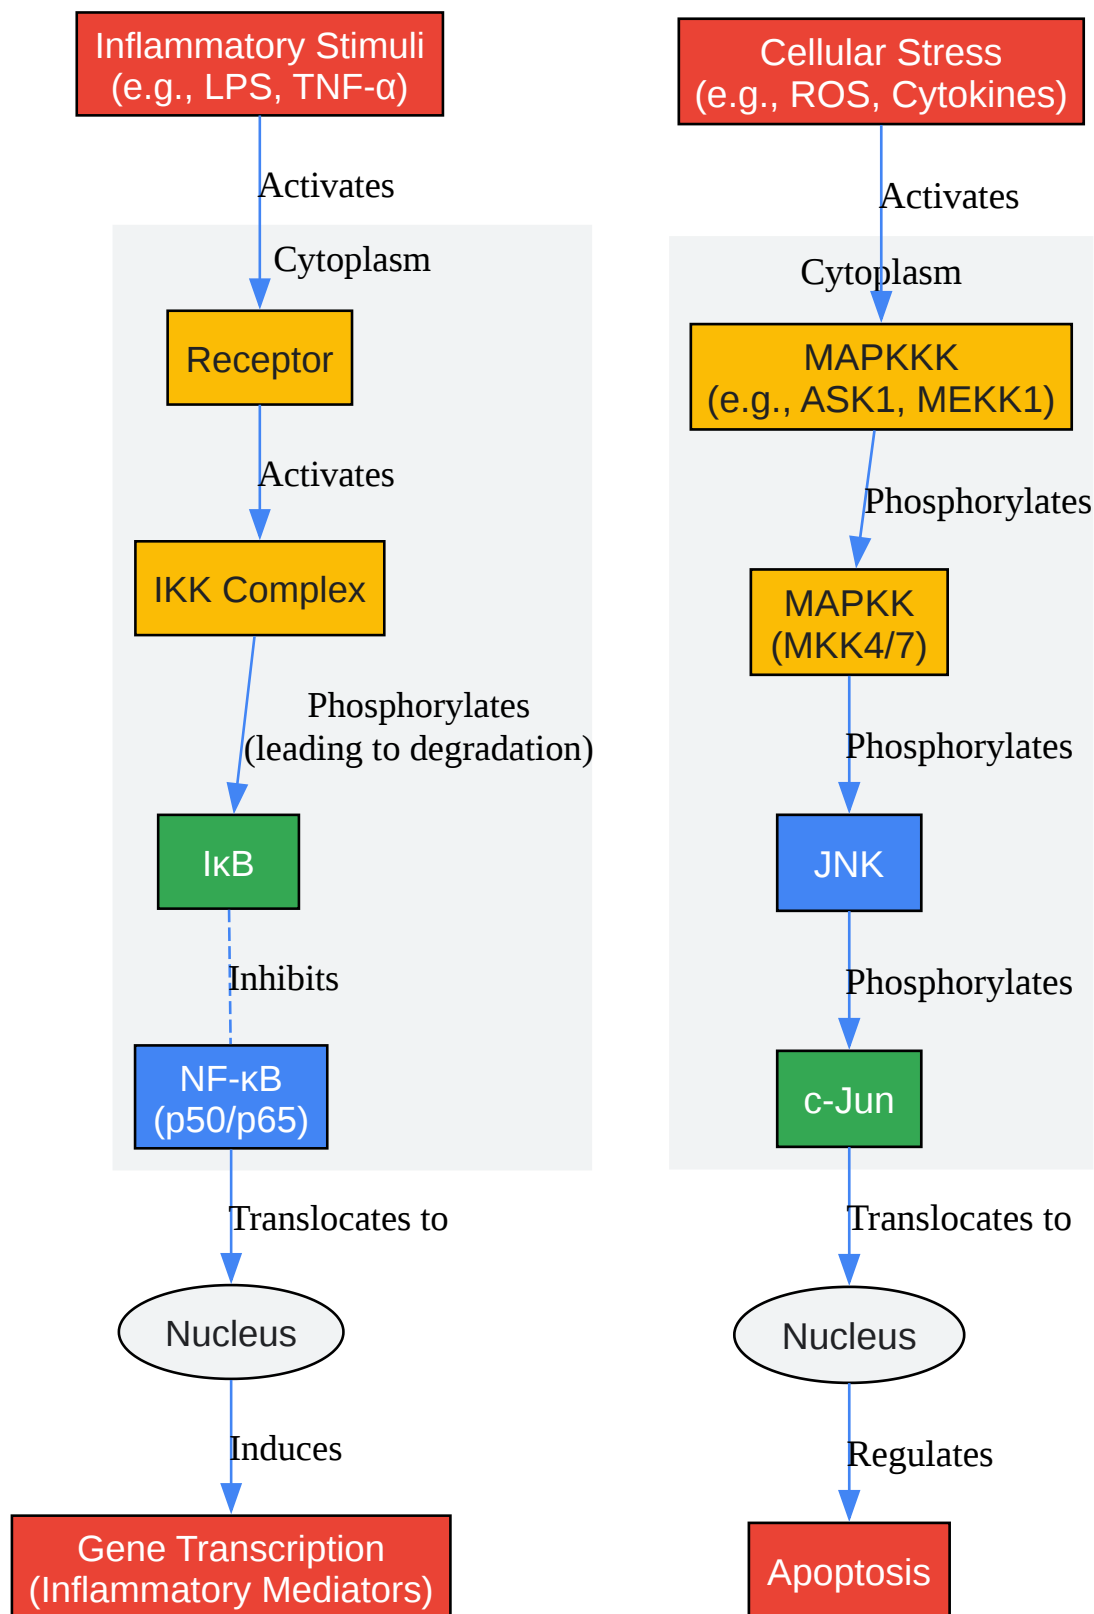 Inflammatory Stimuli
(e.g., LPS, TNF-α)
Activates
Cytoplasm
Receptor
Activates
IKK Complex
Phosphorylates
(leading to degradation)
IκB
Inhibits
NF-κB
(p50/p65)
Translocates to
Nucleus
Induces
Gene Transcription
(Inflammatory Mediators)
Cellular Stress
(e.g., ROS, Cytokines)
Activates
Cytoplasm
MAPKKK
(e.g., ASK1, MEKK1)
Phosphorylates
MAPKK
(MKK4/7)
Phosphorylates
JNK
Phosphorylates
c-Jun
Translocates to
Nucleus
Regulates
Apoptosis